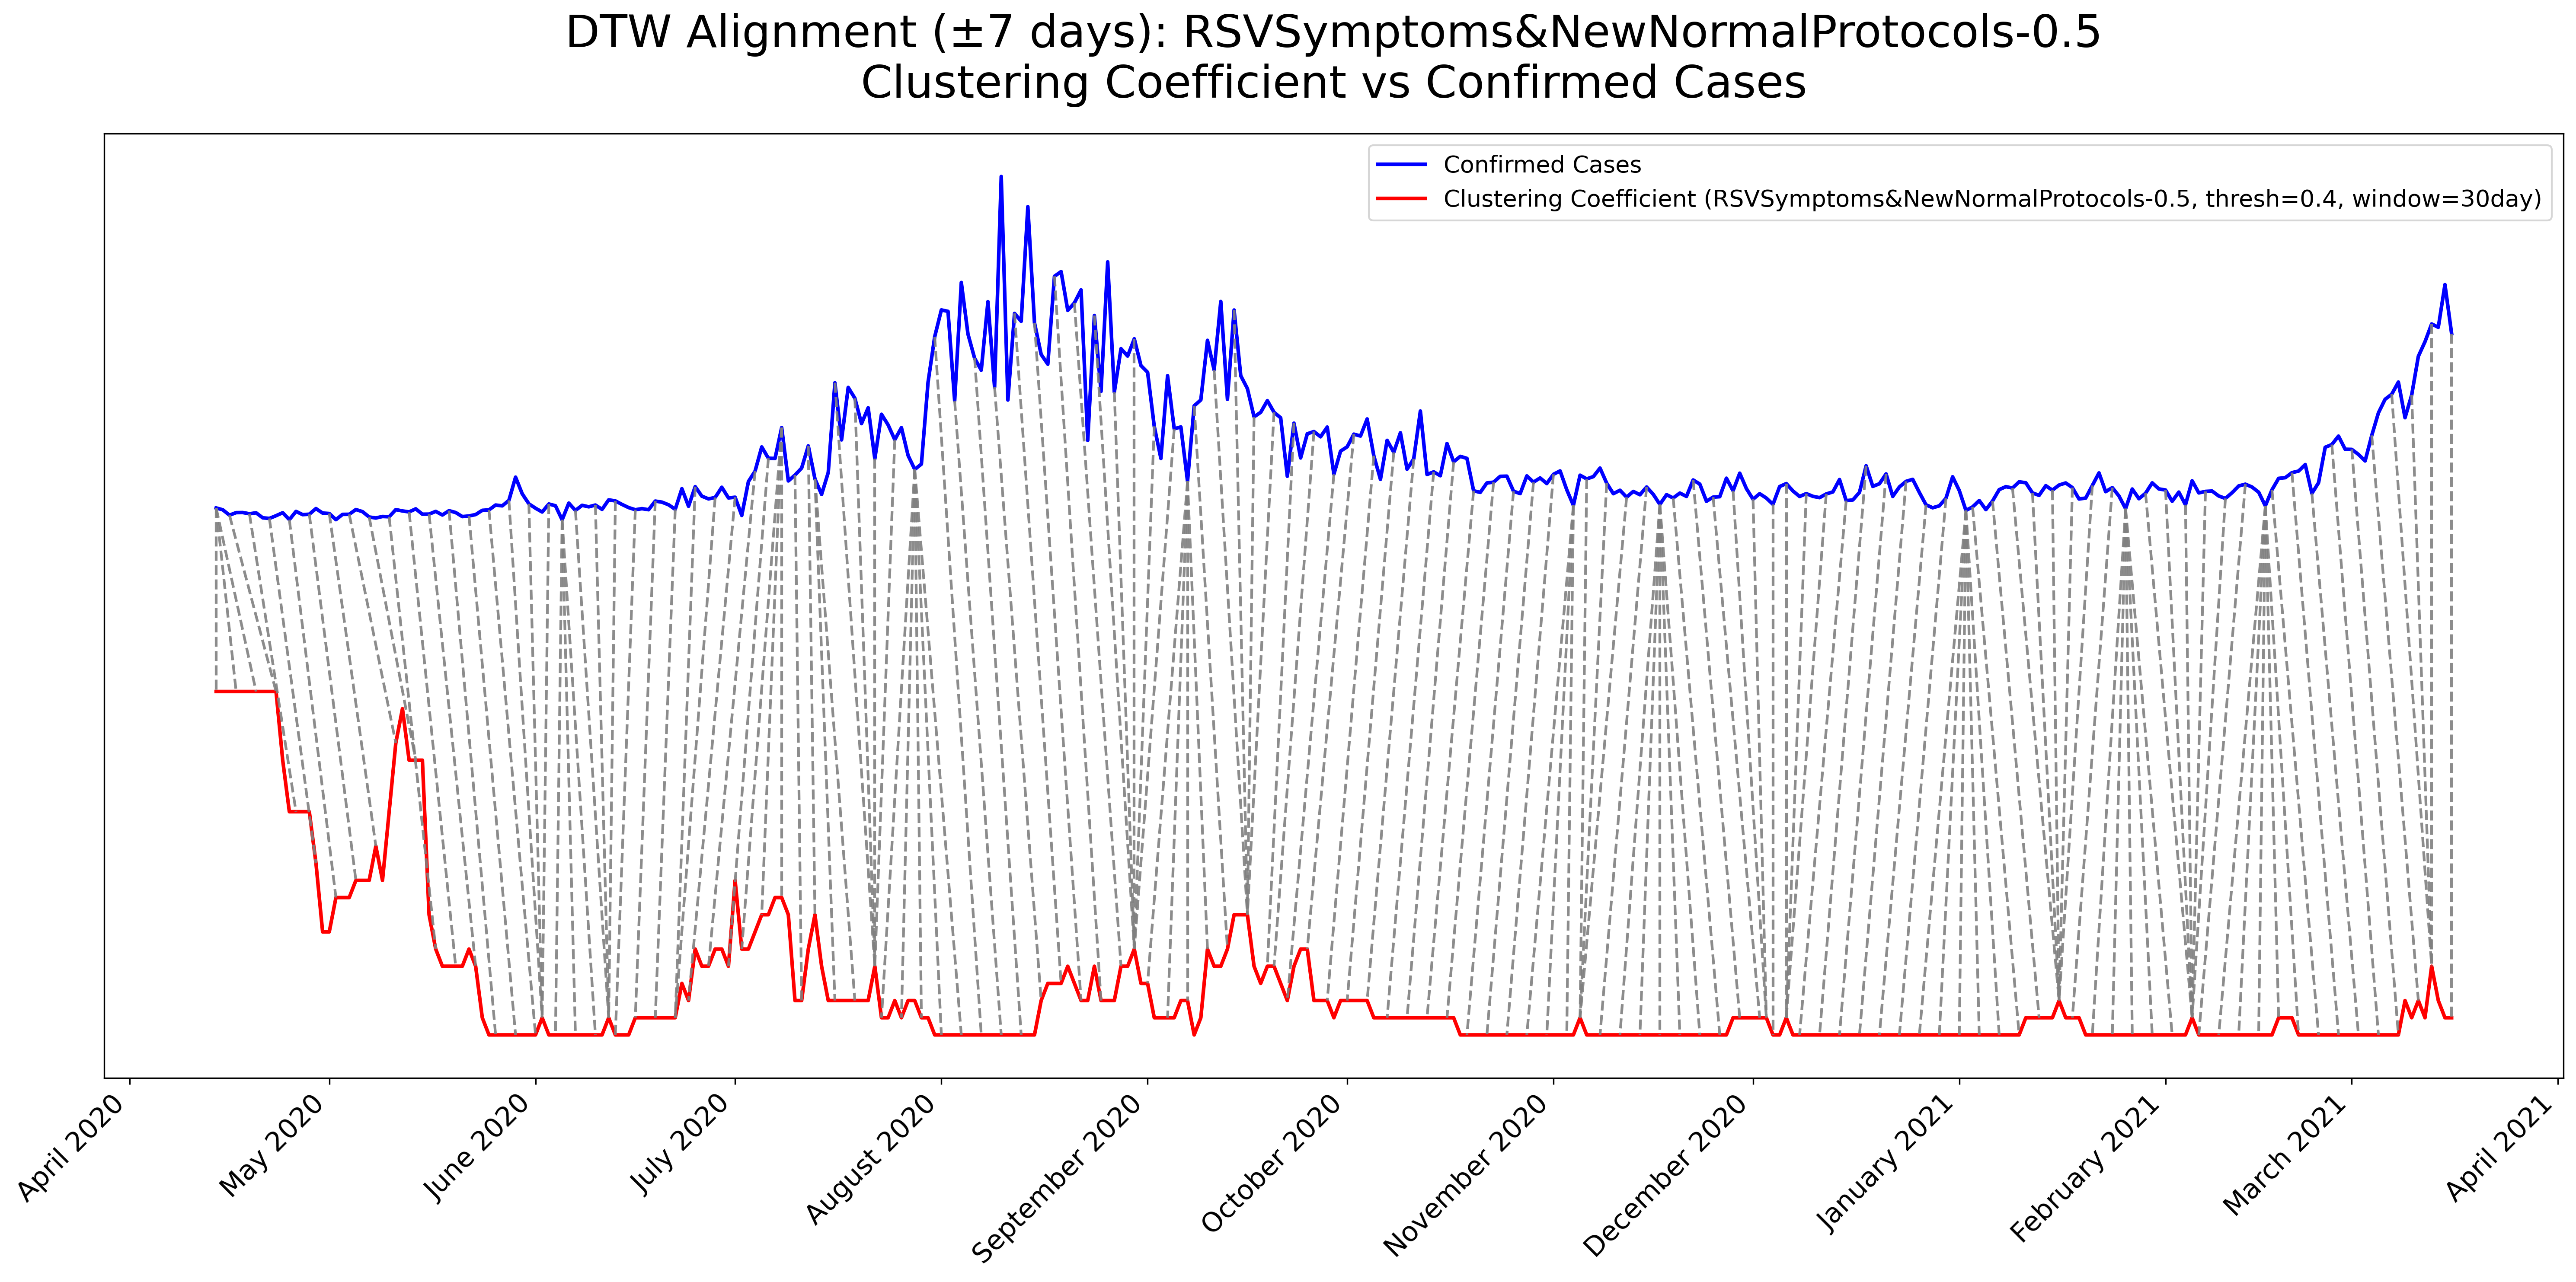 DTW Alignment (±7 days): RSVSymptoms&NewNormalProtocols-0.5
Clustering Coefficient vs Confirmed Cases
Confirmed Cases
Clustering Coefficient (RSVSymptoms&NewNormalProtocols-0.5, thresh=0.4, window=30day)
April 2020
May 2020
June 2020
July 2020
August 2020
September 2020
October 2020
November 2020
December 2020
January 2021
February 2021
March 2021
April 2021